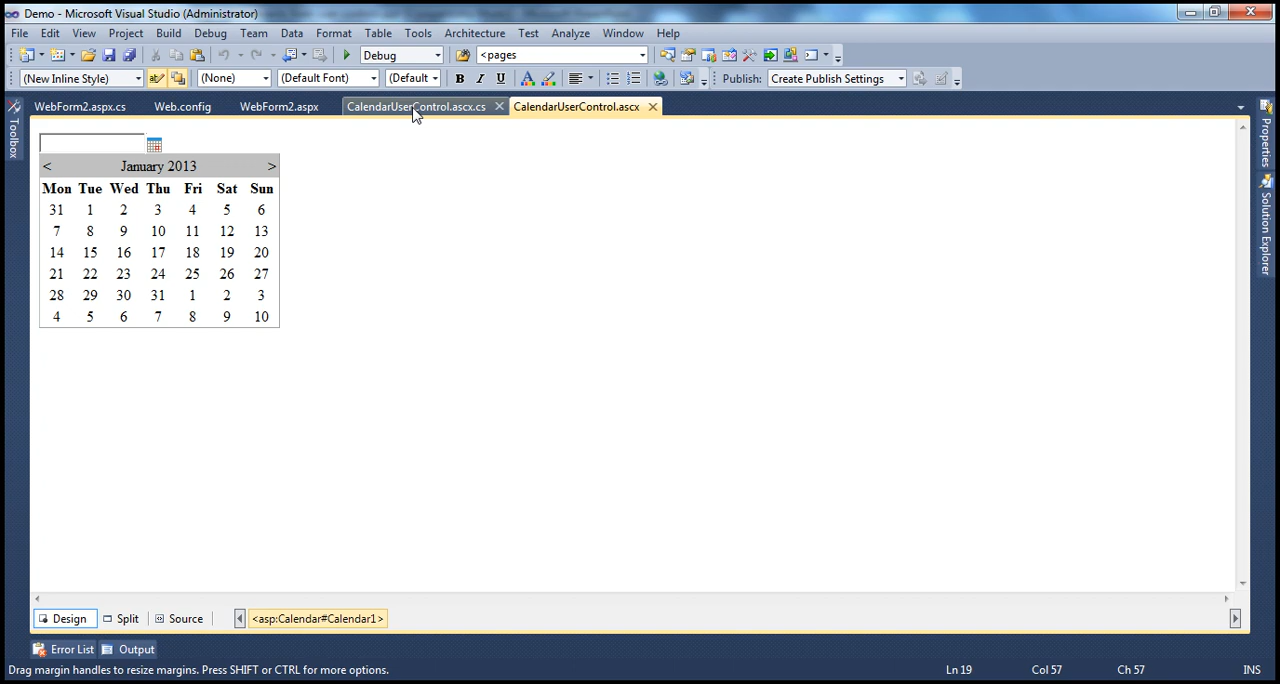 Demo - Microsoft Visual Studio (Administrator)
File Edit View Project Build Debug Team Data Format Table Tools Architecture Test Analyze Window Help
Debug <pages
(New Inline Style) (None) (Default Font) (Default B I U A Publish: Create Publish Settings
WebForm2.aspx.cs Web.config WebForm2.aspx CalendarUserControl.ascx.cs CalendarUserControl.ascx
Toolbox
Properties
Solution Explorer
< January 2013 >
Mon Tue Wed Thu Fri Sat Sun
31 1 2 3 4 5 6
7 8 9 10 11 12 13
14 15 16 17 18 19 20
21 22 23 24 25 26 27
28 29 30 31 1 2 3
4 5 6 7 8 9 10
Design Split Source <asp:Calendar#Calendar1>
Error List Output
Drag margin handles to resize margins. Press SHIFT or CTRL for more options. Ln 19 Col 57 Ch 57 INS